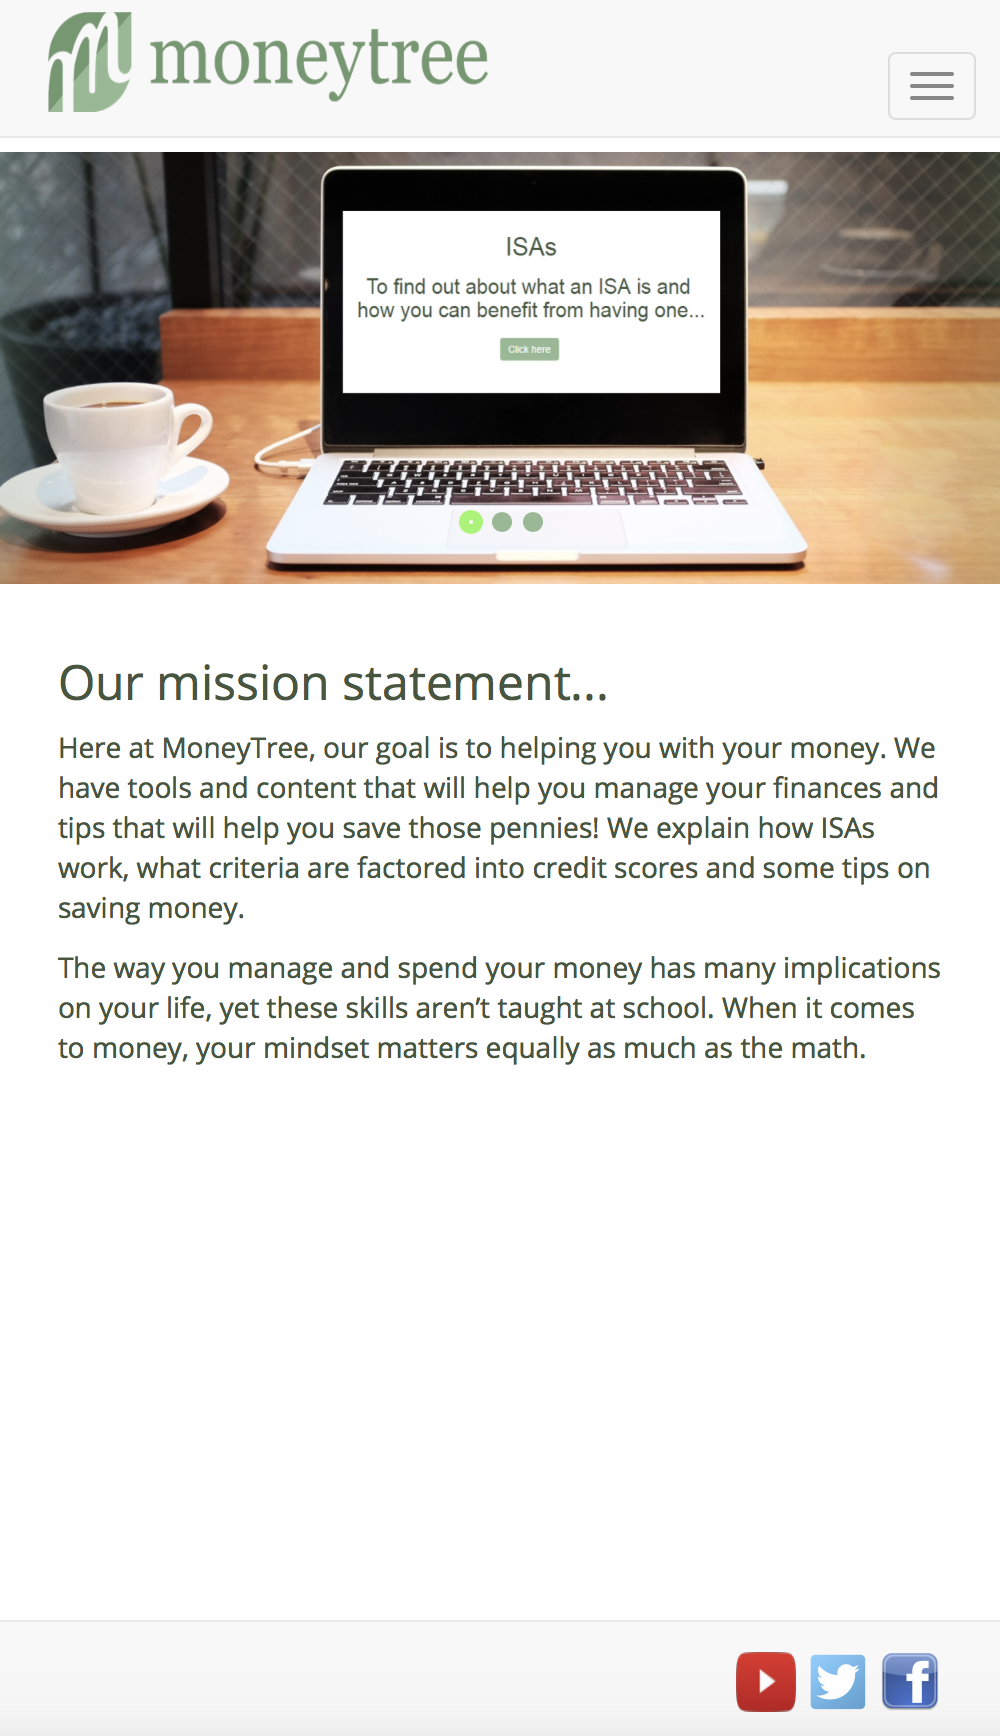 moneytree
ISAs
To find out about what an ISA is and
how you can benefit from having one...
Click here
Our mission statement...
Here at MoneyTree, our goal is to helping you with your money. We
have tools and content that will help you manage your finances and
tips that will help you save those pennies! We explain how ISAs
work, what criteria are factored into credit scores and some tips on
saving money.
The way you manage and spend your money has many implications
on your life, yet these skills aren’t taught at school. When it comes
to money, your mindset matters equally as much as the math.